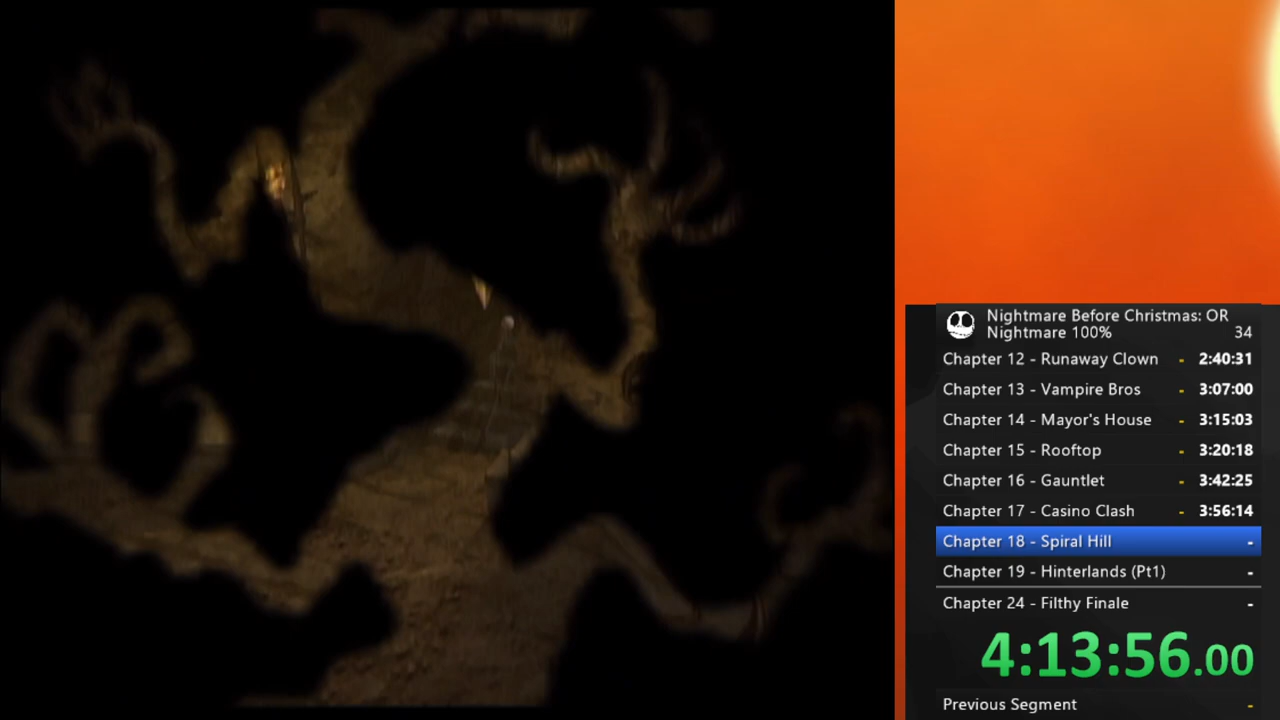 Nightmare Before Christmas: OR
Nightmare 100% 34
Chapter 12 - Runaway Clown - 2:40:31
Chapter 13 - Vampire Bros - 3:07:00
Chapter 14 - Mayor's House - 3:15:03
Chapter 15 - Rooftop - 3:20:18
Chapter 16 - Gauntlet - 3:42:25
Chapter 17 - Casino Clash - 3:56:14
Chapter 18 - Spiral Hill -
Chapter 19 - Hinterlands (Pt1) -
Chapter 24 - Filthy Finale -
4:13:56.00
Previous Segment -